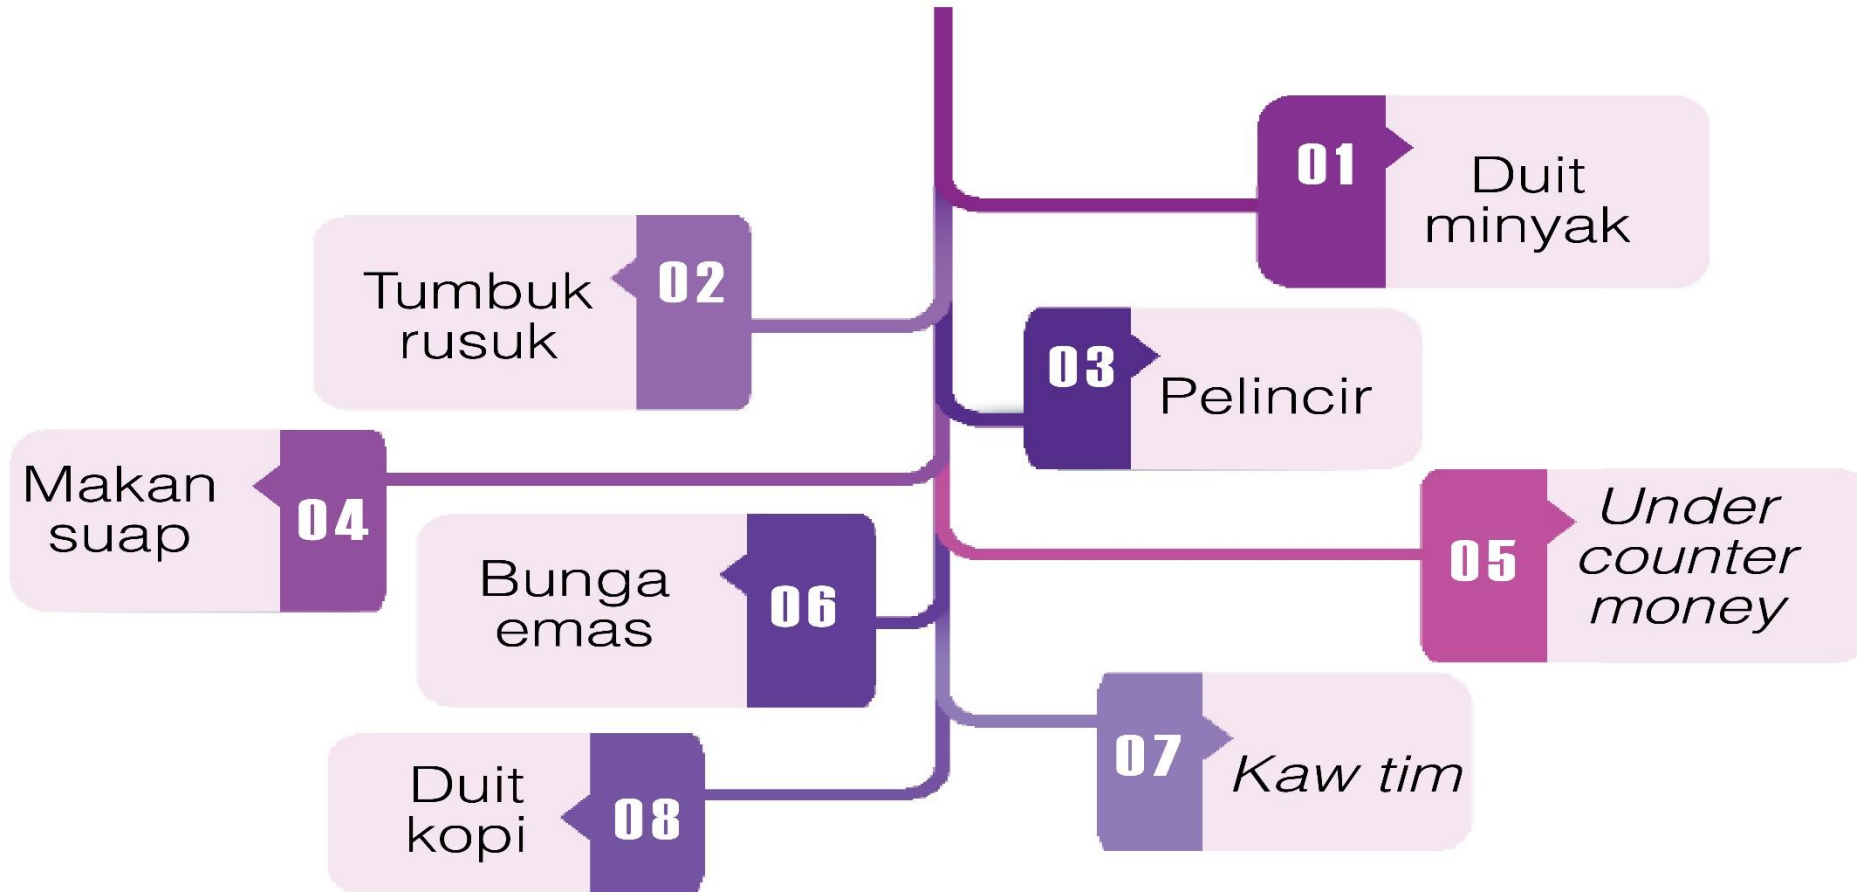 01
Duit
minyak
02
Tumbuk
rusuk
03
Pelincir
04
Makan
suap
05
Under
counter
money
06
Bunga
emas
07
Kaw tim
08
Duit
kopi